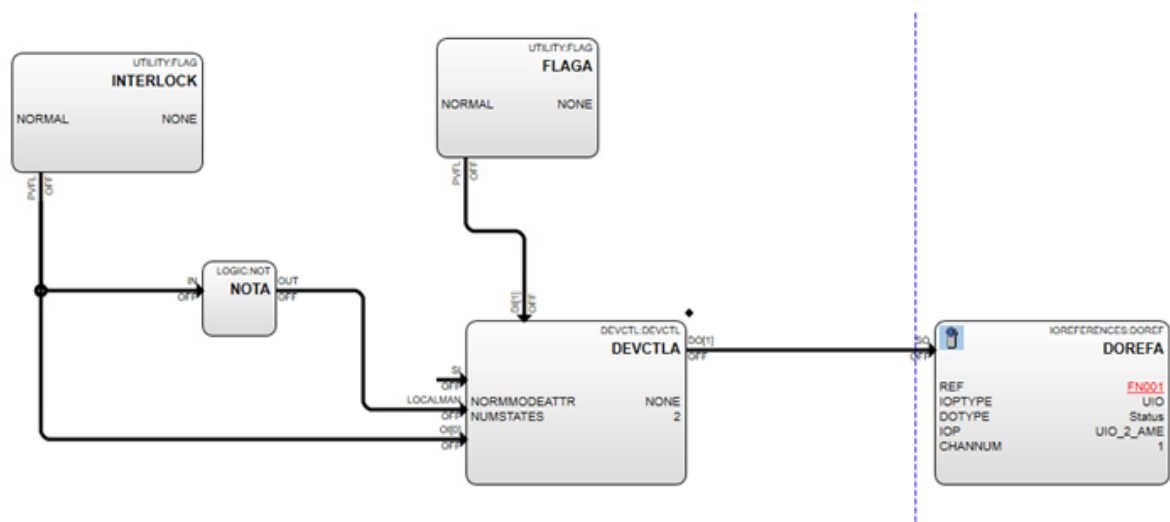 UTILITY:FLAG
INTERLOCK
NORMAL NONE
PVFL
OFF
UTILITY:FLAG
FLAGA
NORMAL NONE
PVFL
OFF
LOGIC:NOT
NOTA
IN
OFF
OUT
OFF
DI[1]
OFF
DEVCTL:DEVCTL
DEVCTLA
SI
OFF
LOCALMAN
OFF
OI[0]
OFF
NORMMODEATTR NONE
NUMSTATES 2
DO[1]
OFF
SO
OFF
IOREFERENCES:DOREF
DOREFA
REF FN001
IOPTYPE UIO
DOTYPE Status
IOP UIO_2_AME
CHANNUM 1